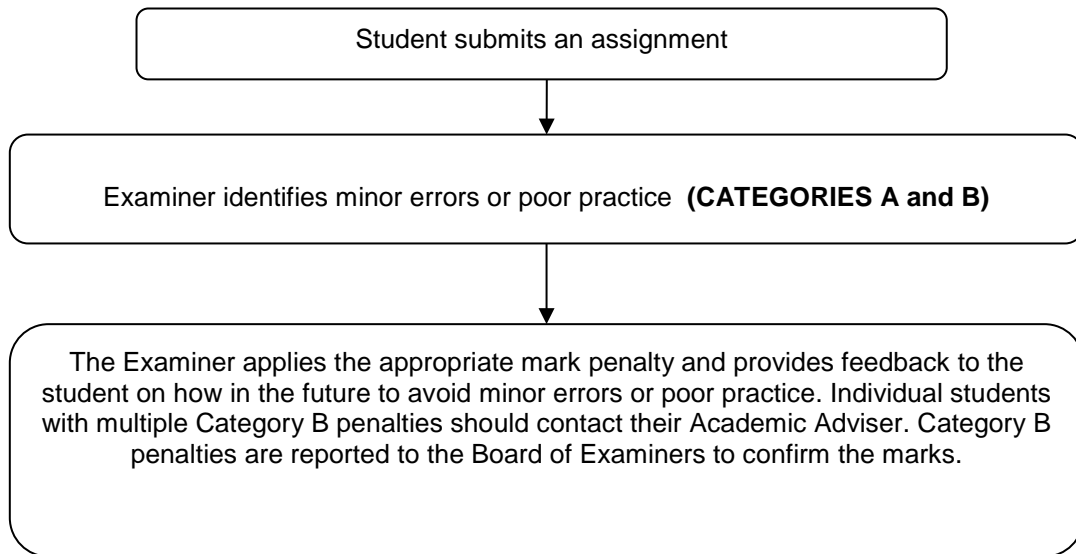 Student submits an assignment
Examiner identifies minor errors or poor practice (CATEGORIES A and B)
The Examiner applies the appropriate mark penalty and provides feedback to the
student on how in the future to avoid minor errors or poor practice. Individual students
with multiple Category B penalties should contact their Academic Adviser. Category B
penalties are reported to the Board of Examiners to confirm the marks.